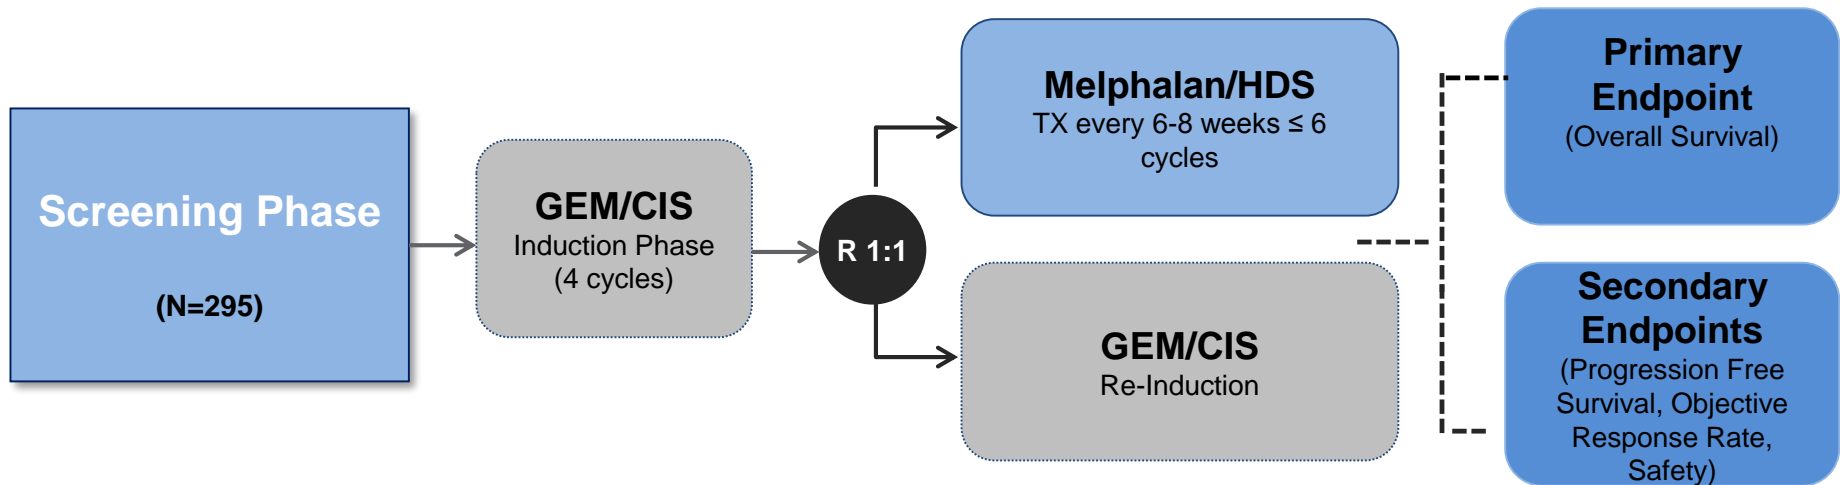 Screening Phase
(N=295)
GEM/CIS
Induction Phase
(4 cycles)
R 1:1
Melphalan/HDS
TX every 6-8 weeks ≤ 6
cycles
GEM/CIS
Re-Induction
Primary
Endpoint
(Overall Survival)
Secondary
Endpoints
(Progression Free
Survival, Objective
Response Rate,
Safety)